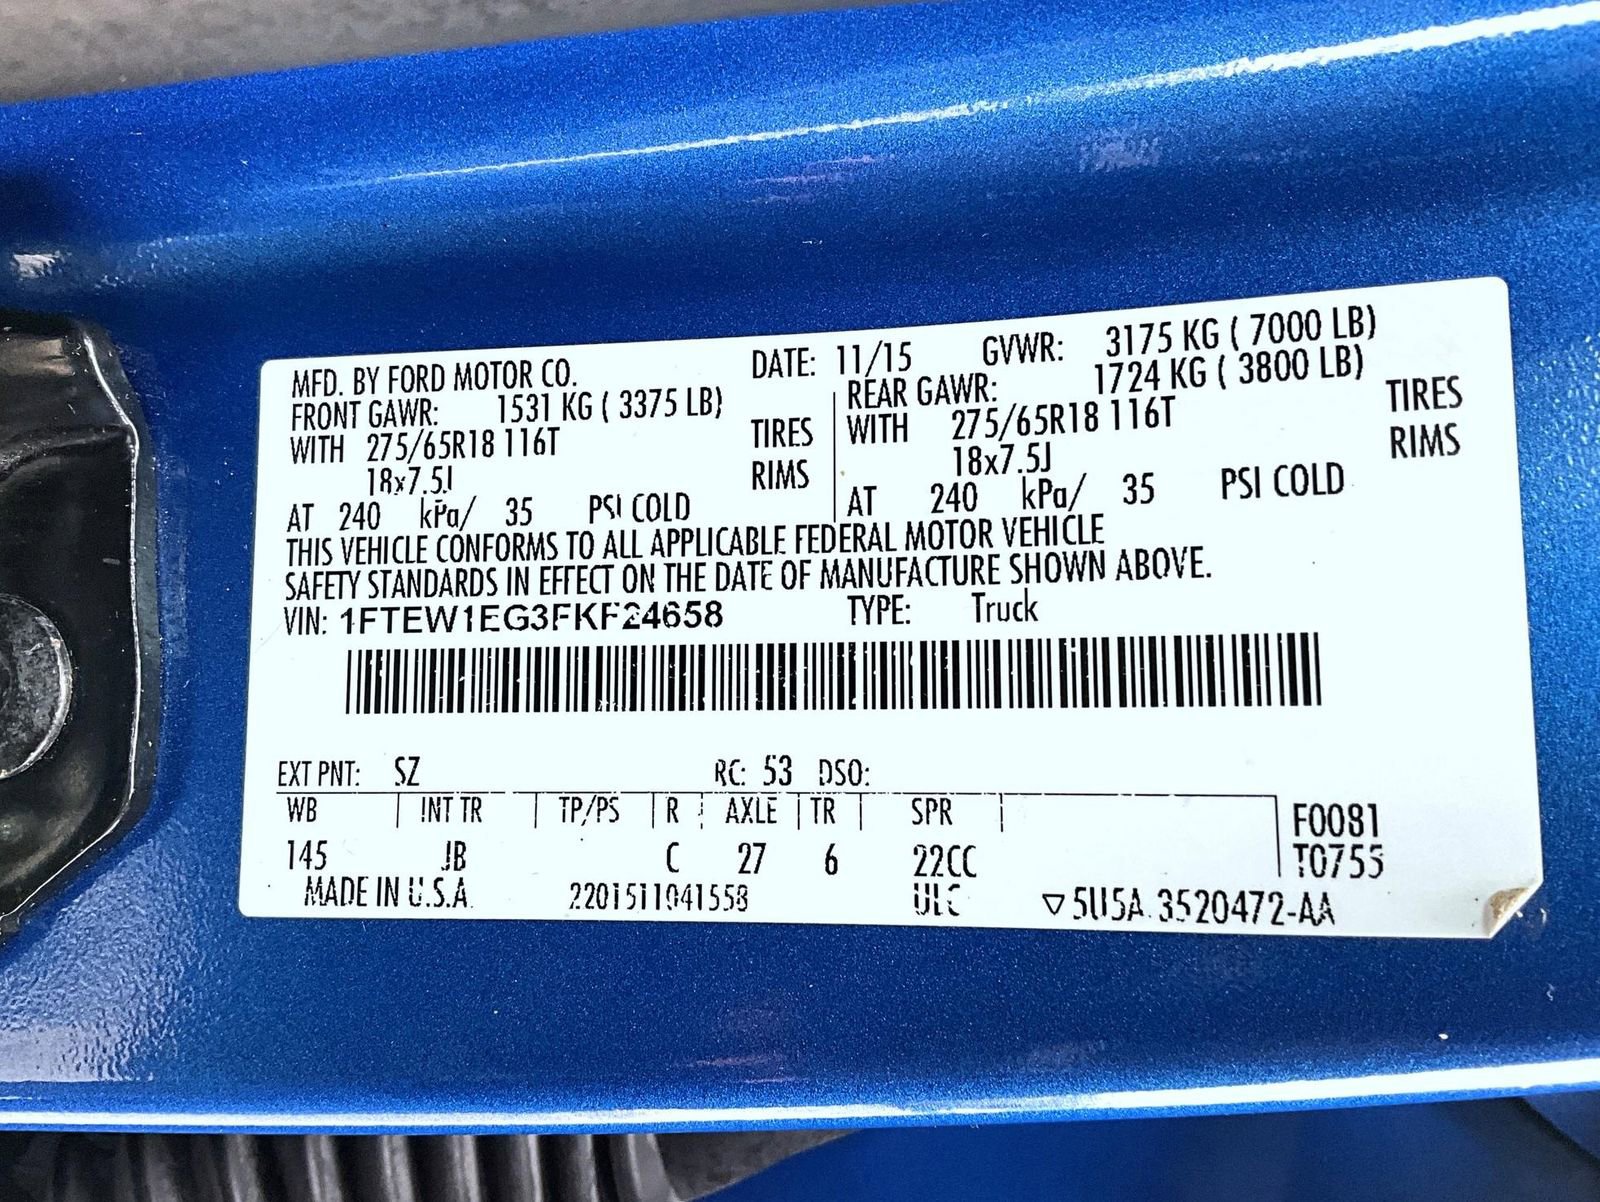 MFD. BY FORD MOTOR CO. DATE: 11/15 GVWR: 3175 KG ( 7000 LB)
FRONT GAWR: 1531 KG ( 3375 LB) REAR GAWR: 1724 KG ( 3800 LB)
WITH 275/65R18 116T TIRES WITH 275/65R18 116T TIRES
18x7.5J RIMS 18x7.5J RIMS
AT 240 kPa/ 35 PSI COLD AT 240 kPa/ 35 PSI COLD
THIS VEHICLE CONFORMS TO ALL APPLICABLE FEDERAL MOTOR VEHICLE
SAFETY STANDARDS IN EFFECT ON THE DATE OF MANUFACTURE SHOWN ABOVE.
VIN: 1FTEW1EG3FKF24658 TYPE: Truck
EXT PNT: SZ RC: 53 DSO:
WB INT TR TP/PS R AXLE TR SPR F0081
145 JB C 27 6 22CC T0755
MADE IN U.S.A. 2201511041558 ▽5U5A 3520472-AA